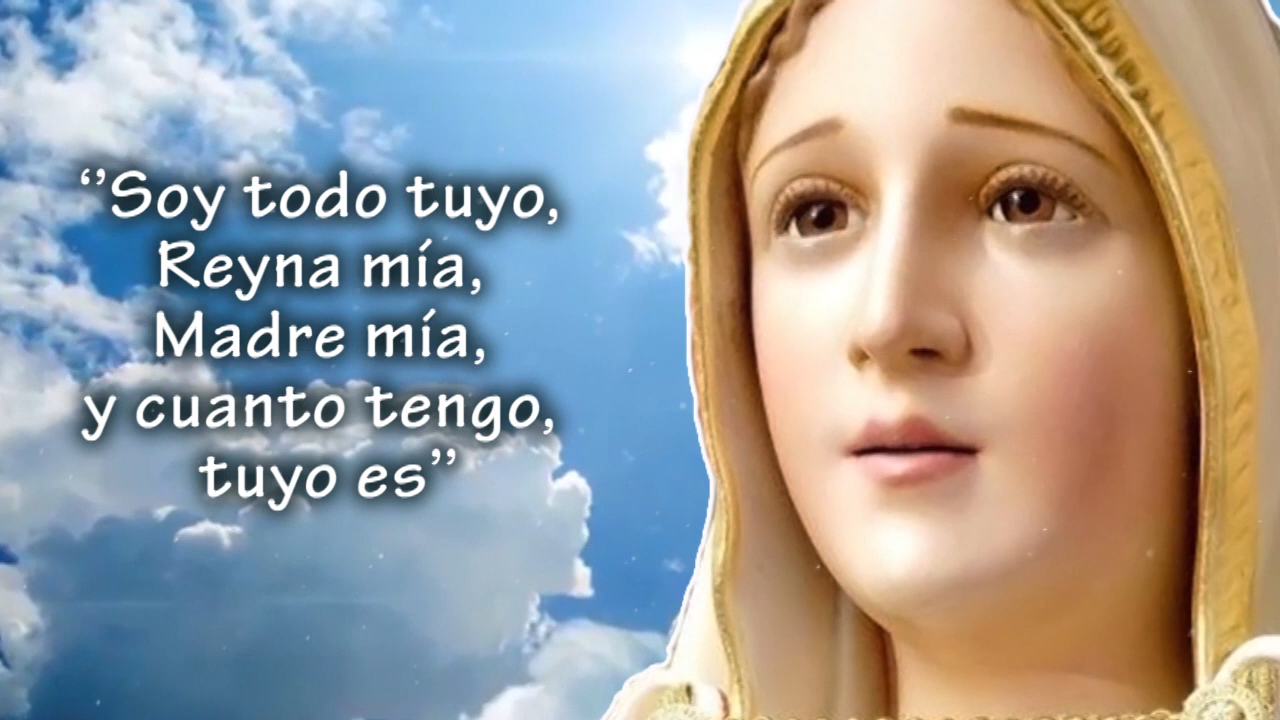 ‘’Soy todo tuyo,
Reyna mía,
Madre mía,
y cuanto tengo,
tuyo es’’